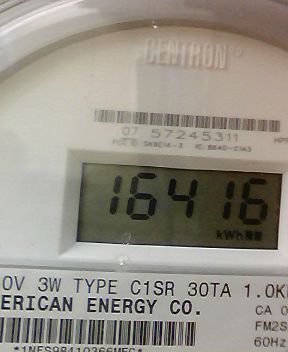 CENTRON
07 57245311
16416
kWh
0V 3W TYPE C1SR 30TA 1.0K
ERICAN ENERGY CO.
CA 0
FM2S
60Hz